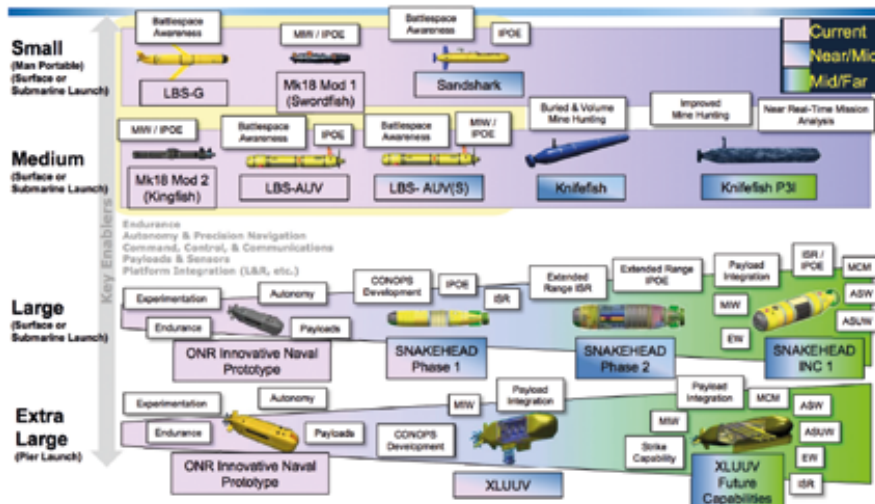 Current
Near/Mid
Mid/Far
Small
(Man Portable)
(Surface or
Submarine Launch)
Battlespace
Awareness
LBS-G
MIW / IPOE
Mk18 Mod 1
(Swordfish)
Battlespace
Awareness
IPOE
Sandshark
Medium
(Surface or
Submarine Launch)
MIW / IPOE
Mk18 Mod 2
(Kingfish)
Battlespace
Awareness
IPOE
LBS-AUV
Battlespace
Awareness
MIW /
IPOE
LBS- AUV(S)
Buried & Volume
Mine Hunting
Knifefish
Improved
Mine Hunting
Near Real-Time Mission
Analysis
Knifefish P3I
Key Enablers
Endurance
Autonomy & Precision Navigation
Command, Control, & Communications
Payloads & Sensors
Platform Integration (L&R, etc.)
Large
(Surface or
Submarine Launch)
Experimentation
Autonomy
Endurance
Payloads
ONR Innovative Naval
Prototype
CONOPS
Development
IPOE
ISR
SNAKEHEAD
Phase 1
Extended
Range ISR
Extended Range
IPOE
SNAKEHEAD
Phase 2
Payload
Integration
ISR /
IPOE
MCM
MIW
ASW
EW
ASUW
SNAKEHEAD
INC 1
Extra
Large
(Pier Launch)
Experimentation
Autonomy
Endurance
Payloads
ONR Innovative Naval
Prototype
CONOPS
Development
MIW
Payload
Integration
XLUUV
Payload
Integration
MCM
MIW
ASW
Strike
Capability
ASUW
EW
ISR
XLUUV
Future
Capabilities